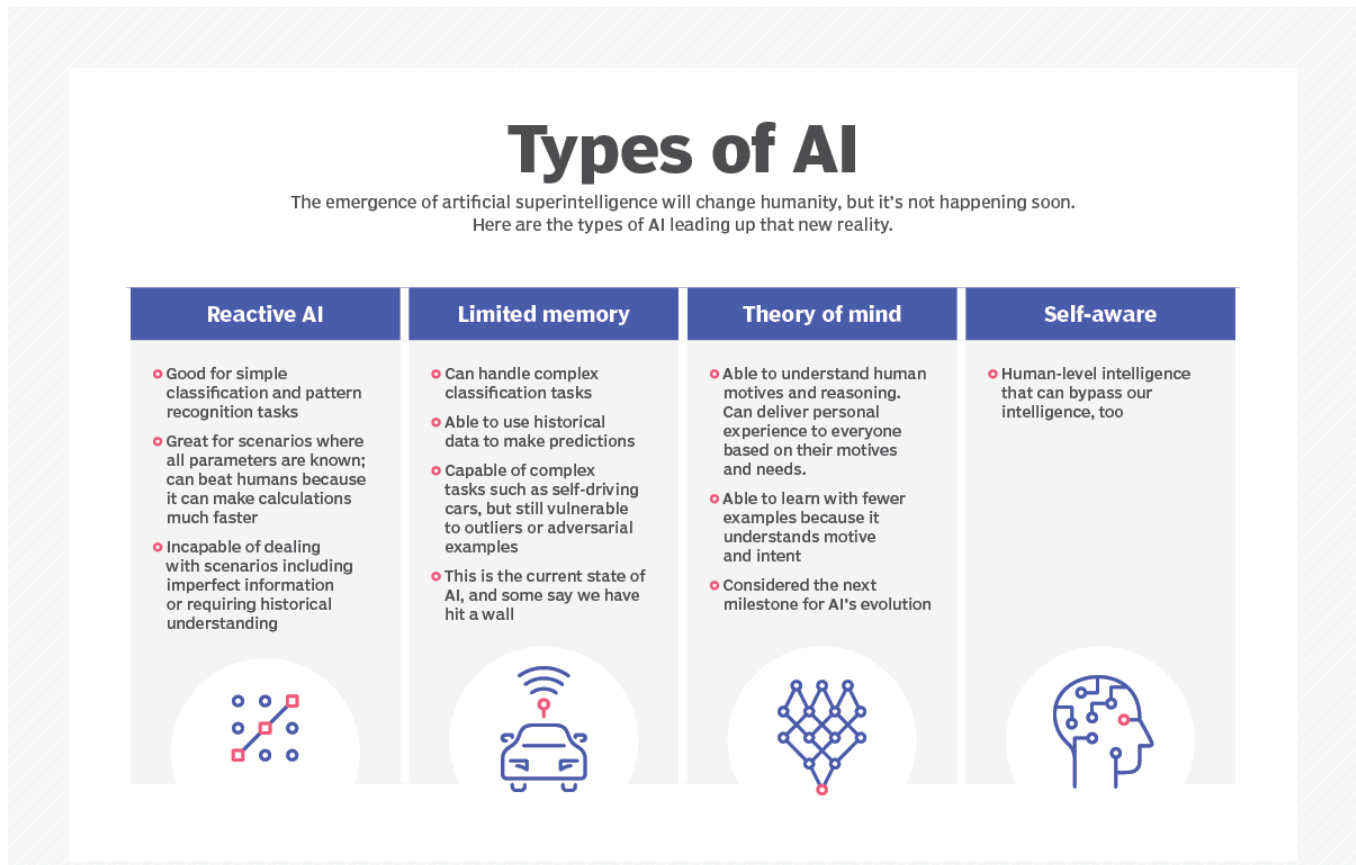 Types of AI
The emergence of artificial superintelligence will change humanity, but it's not happening soon.
Here are the types of AI leading up that new reality.
Reactive AI
Good for simple
classification and pattern
recognition tasks
Great for scenarios where
all parameters are known;
can beat humans because
it can make calculations
much faster
Incapable of dealing
with scenarios including
imperfect information
or requiring historical
understanding
Limited memory
Can handle complex
classification tasks
Able to use historical
data to make predictions
Capable of complex
tasks such as self-driving
cars, but still vulnerable
to outliers or adversarial
examples
This is the current state of
AI, and some say we have
hit a wall
Theory of mind
Able to understand human
motives and reasoning.
Can deliver personal
experience to everyone
based on their motives
and needs.
Able to learn with fewer
examples because it
understands motive
and intent
Considered the next
milestone for AI's evolution
Self-aware
Human-level intelligence
that can bypass our
intelligence, too